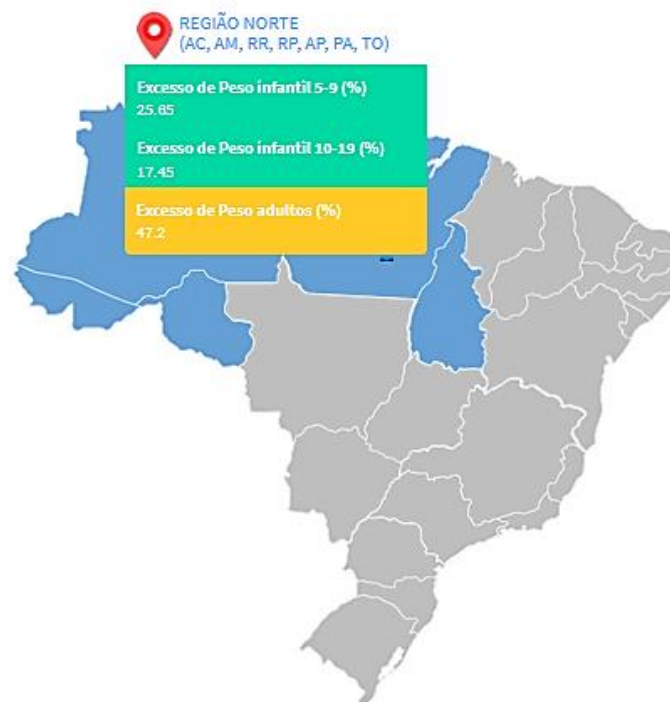 REGIÃO NORTE
(AC, AM, RR, RP, AP, PA, TO)
Excesso de Peso infantil 5-9 (%)
25.65
Excesso de Peso infantil 10-19 (%)
17.45
Excesso de Peso adultos (%)
47.2